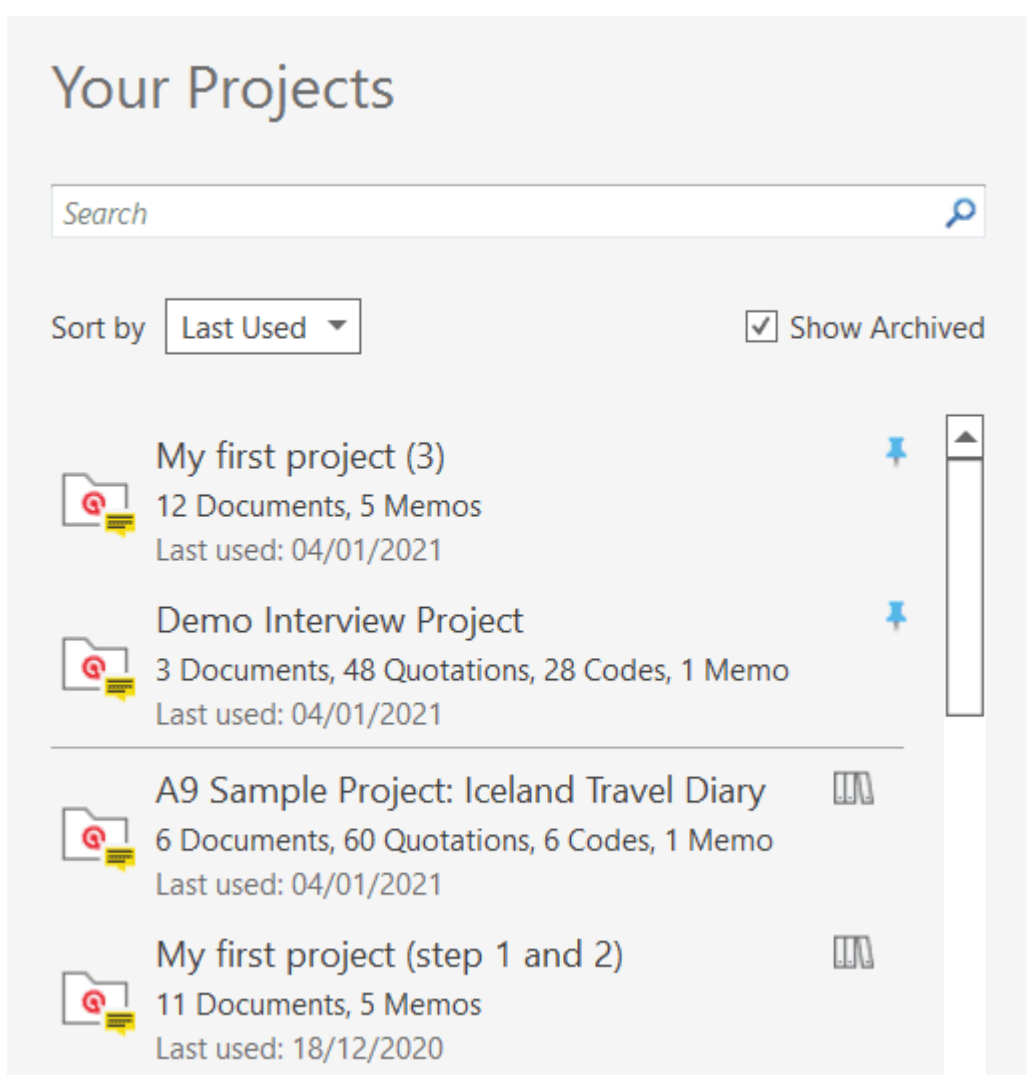 Your Projects
Search
Sort by Last Used Show Archived
My first project (3)
12 Documents, 5 Memos
Last used: 04/01/2021
Demo Interview Project
3 Documents, 48 Quotations, 28 Codes, 1 Memo
Last used: 04/01/2021
A9 Sample Project: Iceland Travel Diary
6 Documents, 60 Quotations, 6 Codes, 1 Memo
Last used: 04/01/2021
My first project (step 1 and 2)
11 Documents, 5 Memos
Last used: 18/12/2020